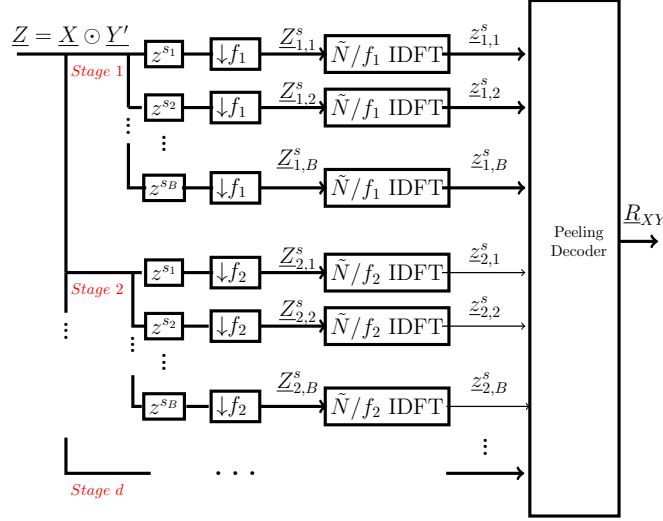 Z = X ⊙ Y′
Stage 1
z^{s_1} ↓f_1 Z^s_{1,1} Ñ/f_1 IDFT z^s_{1,1}
z^{s_2} ↓f_1 Z^s_{1,2} Ñ/f_1 IDFT z^s_{1,2}
⋮ ⋮
z^{s_B} ↓f_1 Z^s_{1,B} Ñ/f_1 IDFT z^s_{1,B}
Peeling
Decoder
R_{XY}
Stage 2
z^{s_1} ↓f_2 Z^s_{2,1} Ñ/f_2 IDFT z^s_{2,1}
z^{s_2} ↓f_2 Z^s_{2,2} Ñ/f_2 IDFT z^s_{2,2}
⋮ ⋮ ⋮
z^{s_B} ↓f_2 Z^s_{2,B} Ñ/f_2 IDFT z^s_{2,B}
⋮ ⋮
Stage d
. . .